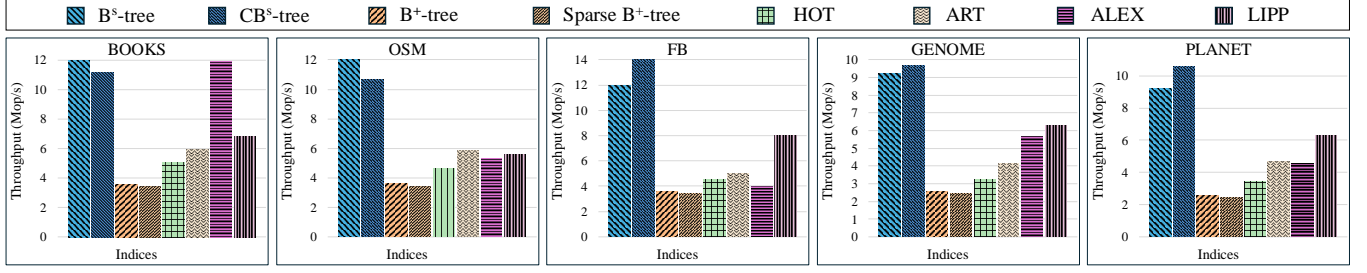 Bˢ-tree CBˢ-tree B⁺-tree Sparse B⁺-tree HOT ART ALEX LIPP
BOOKS
Throughput (Mop/s)
12
10
8
6
4
2
0
Indices
OSM
Throughput (Mop/s)
12
10
8
6
4
2
0
Indices
FB
Throughput (Mop/s)
14
12
10
8
6
4
2
0
Indices
GENOME
Throughput (Mop/s)
10
9
8
7
6
5
4
3
2
1
0
Indices
PLANET
Throughput (Mop/s)
10
8
6
4
2
0
Indices